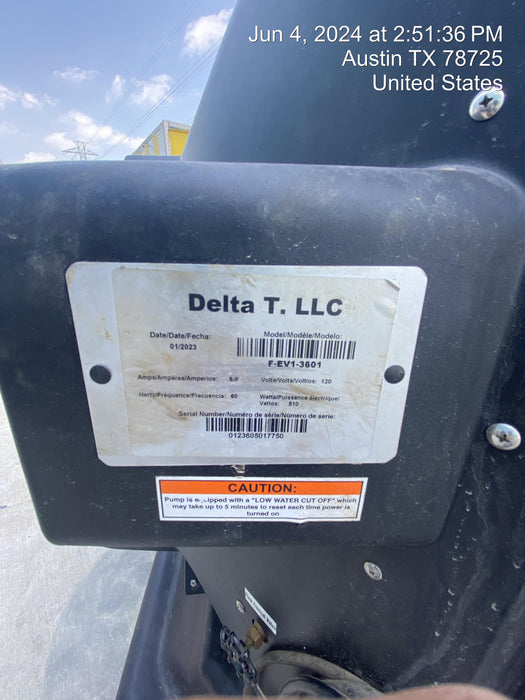 Jun 4, 2024 at 2:51:36 PM
Austin TX 78725
United States
Delta T. LLC
Date/Date/Fecha:
01/2023
Model/Modèle/Modelo:
F-EV1-3601
Amps/Ampères/Amperios: 6.0
Volts/Volts/Voltios: 120
Hertz/Fréquence/Frecuencia: 60
Watts/Puissance électrique/
Vatios: 510
Serial Number/Numéro de série/Número de serie:
0123605017750
CAUTION:
Pump is equipped with a "LOW WATER CUT OFF" which
may take up to 5 minutes to reset each time power is
turned on